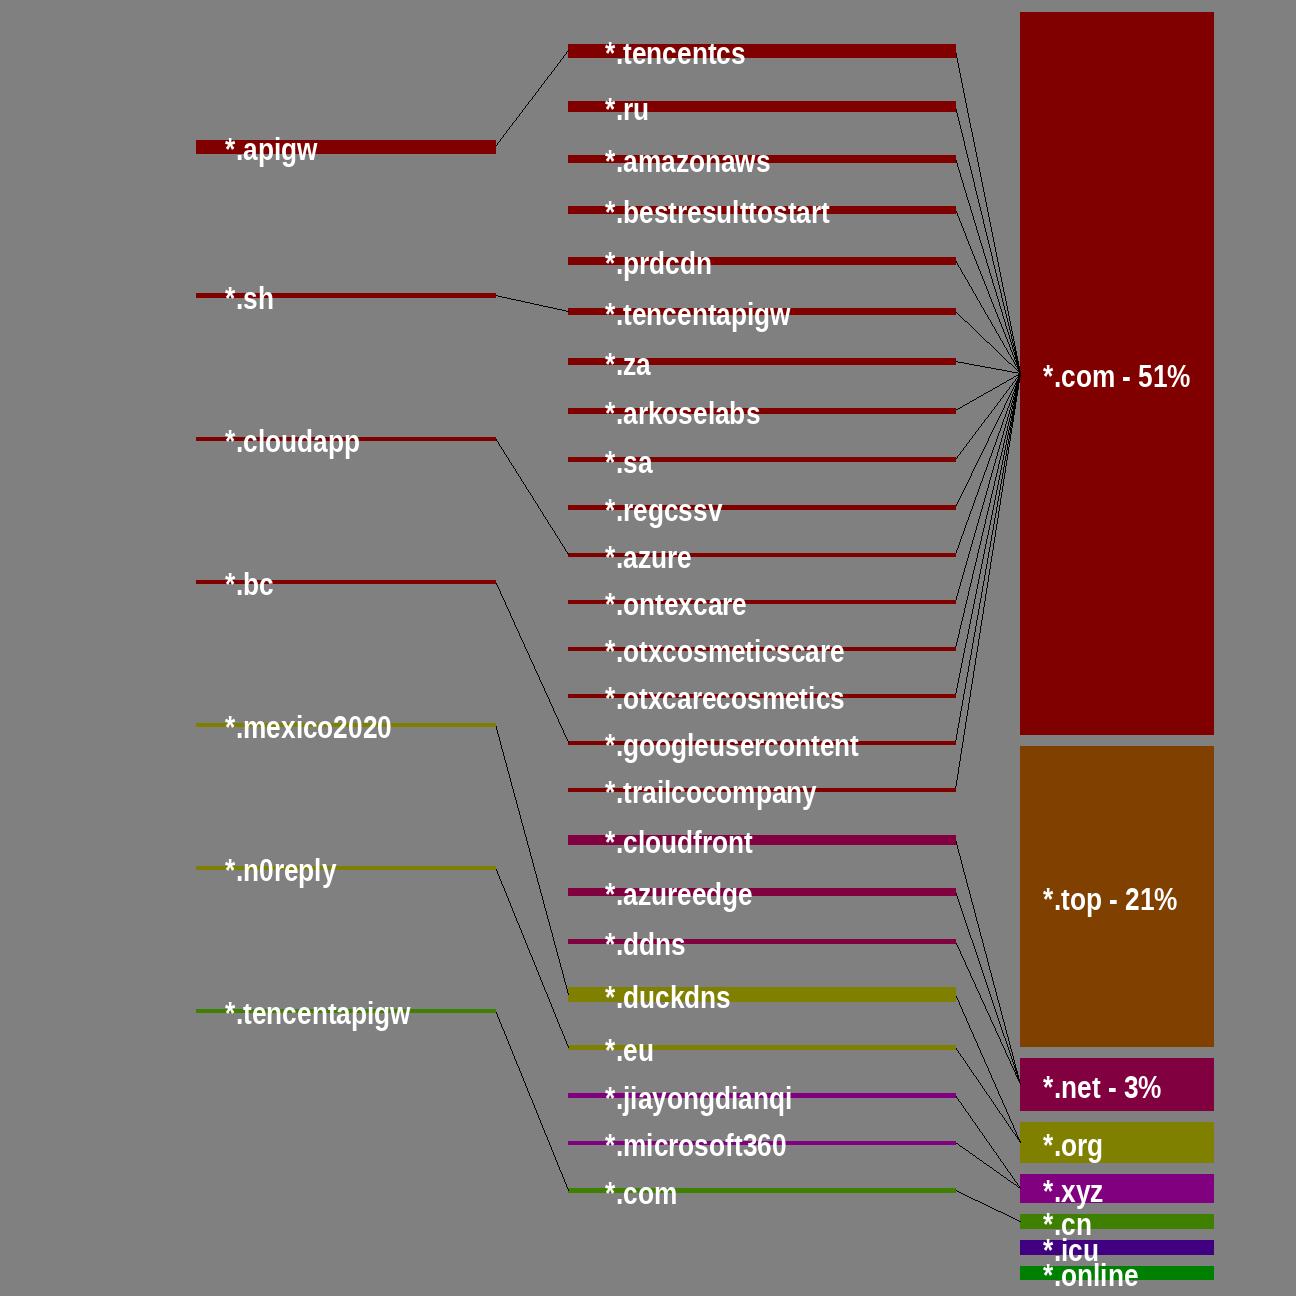 *.apigw
*.sh
*.cloudapp
*.bc
*.mexico2020
*.n0reply
*.tencentapigw
*.tencentcs
*.ru
*.amazonaws
*.bestresulttostart
*.prdcdn
*.tencentapigw
*.za
*.arkoselabs
*.sa
*.regcssv
*.azure
*.ontexcare
*.otxcosmeticscare
*.otxcarecosmetics
*.googleusercontent
*.trailcocompany
*.cloudfront
*.azureedge
*.ddns
*.duckdns
*.eu
*.jiayongdianqi
*.microsoft360
*.com
*.com - 51%
*.top - 21%
*.net - 3%
*.org
*.xyz
*.cn
*.icu
*.online